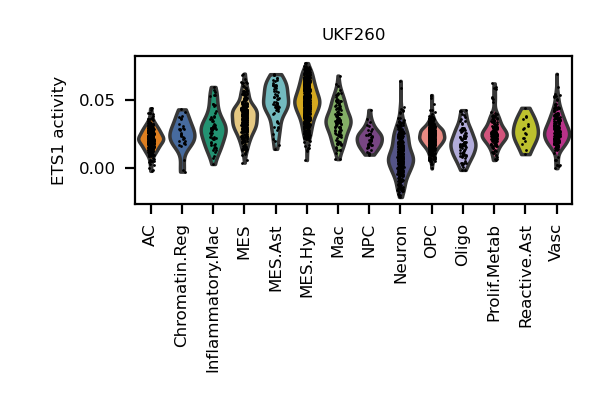 UKF260
ETS1 activity
0.05
0.00
AC
Chromatin.Reg
Inflammatory.Mac
MES
MES.Ast
MES.Hyp
Mac
NPC
Neuron
OPC
Oligo
Prolif.Metab
Reactive.Ast
Vasc